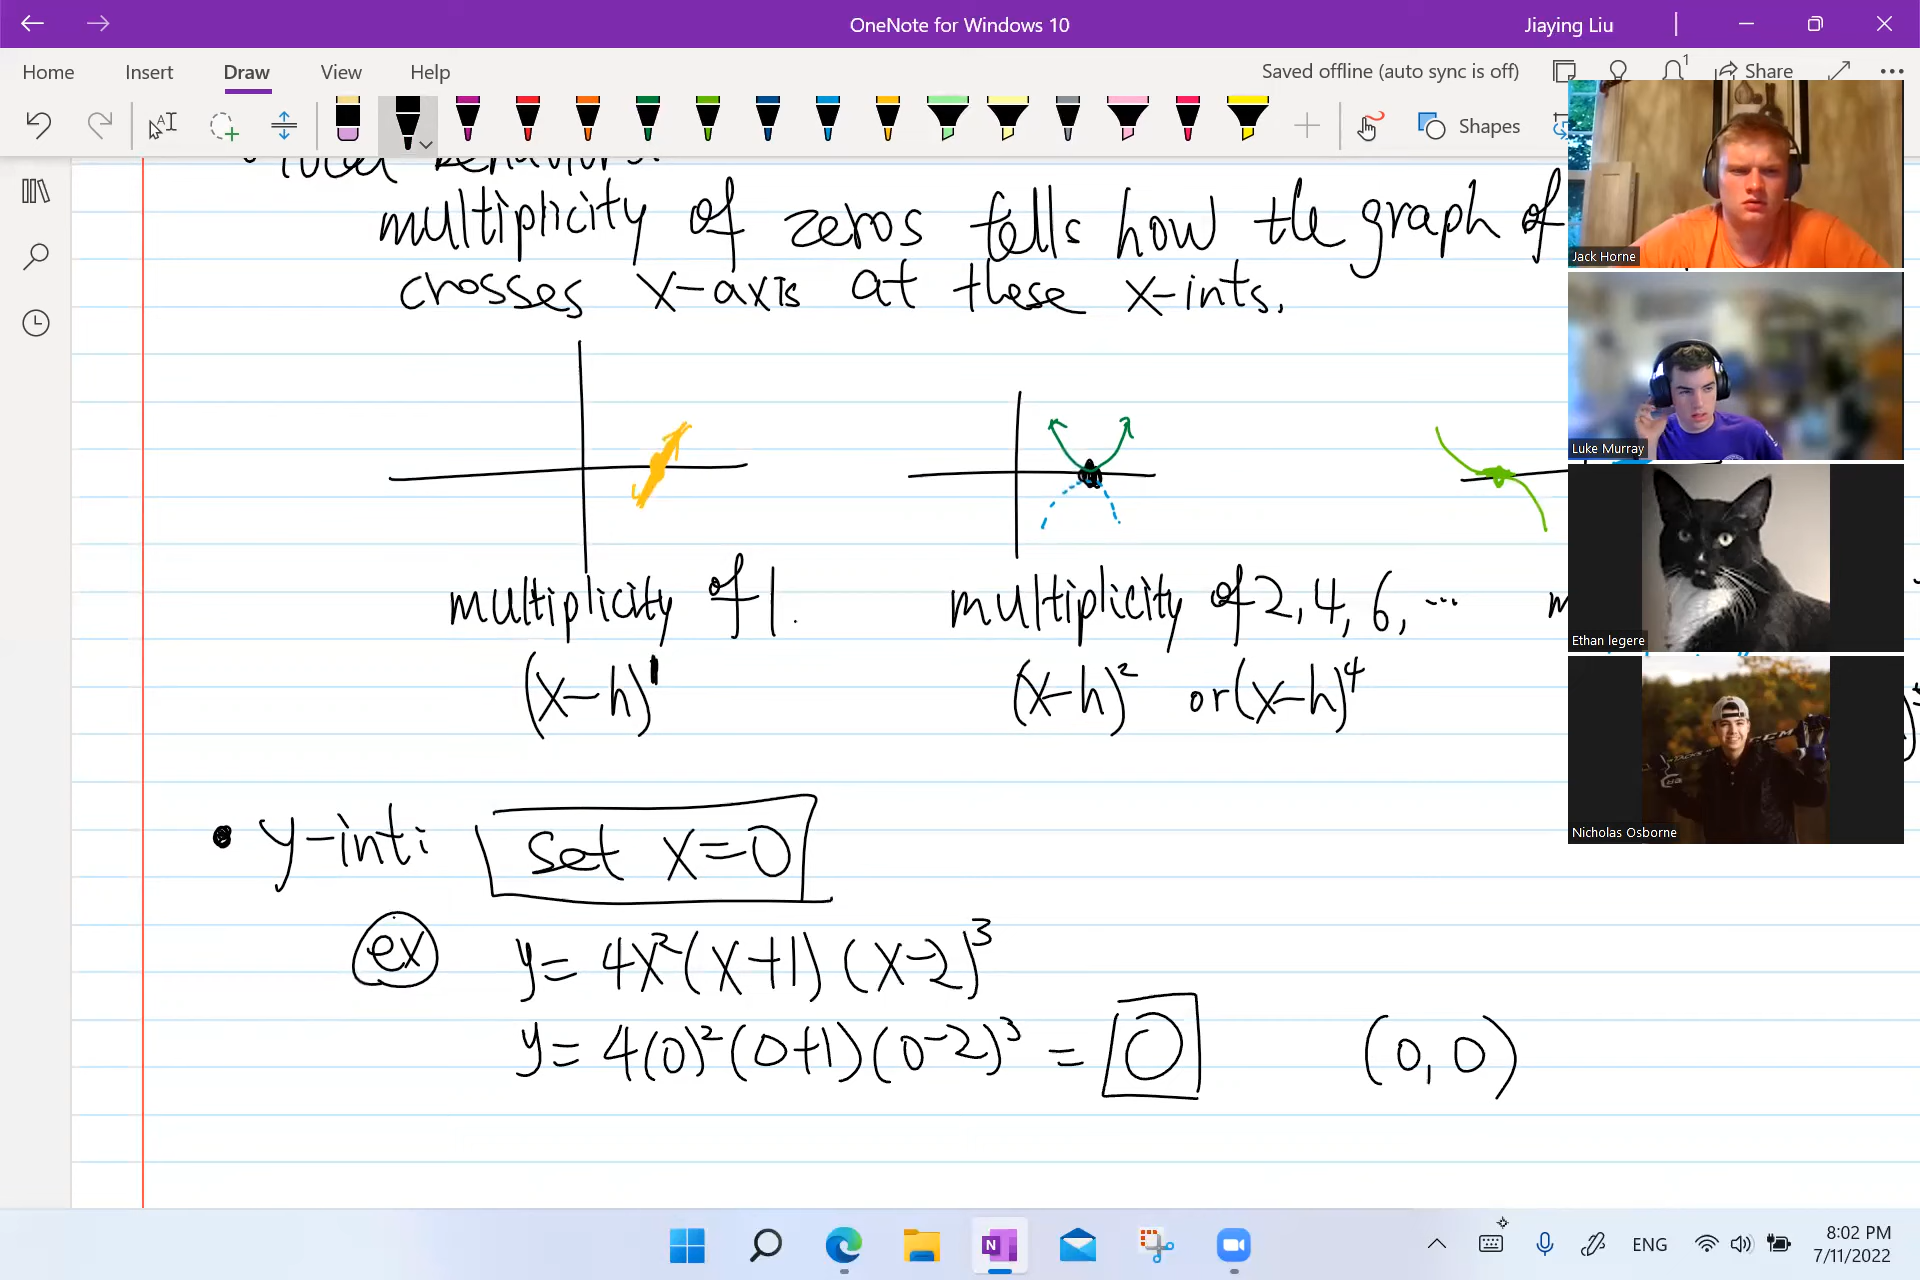 OneNote for Windows 10
Jiaying Liu
Home Insert Draw View Help
Saved offline (auto sync is off)
1
Share
Shapes
local behaviors:
multiplicity of zeros tells how the graph of
crosses x-axis at these x-ints.
multiplicity of 1.
multiplicity of 2, 4, 6, ...
(x-h)¹
(x-h)² or (x-h)⁴
• y-int: set x=0
ex y= 4x²(x+1)(x-2)³
y= 4(0)²(0+1)(0-2)³ = 0 (0,0)
Jack Horne
Luke Murray
Ethan legere
Nicholas Osborne
ENG
8:02 PM
7/11/2022